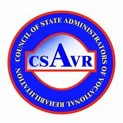 COUNCIL OF STATE ADMINISTRATORS
OF VOCATIONAL REHABILITATION
CSAVR